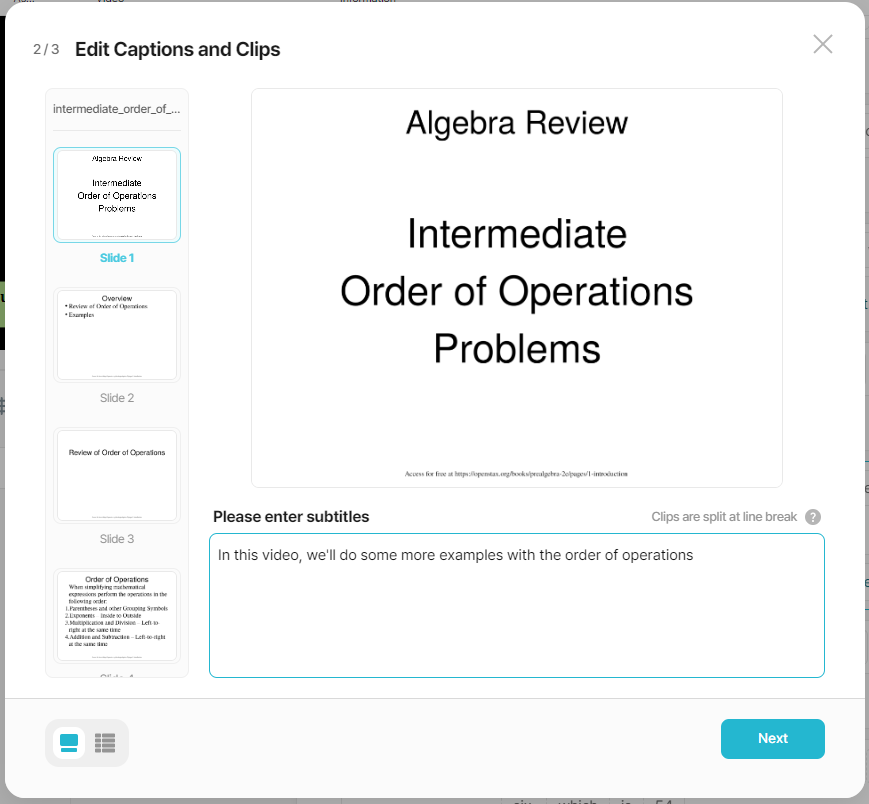 2 / 3 Edit Captions and Clips
intermediate_order_of_...
Algebra Review
Intermediate
Order of Operations
Problems
Slide 1
Overview
• Review of Order of Operations
• Examples
Slide 2
Review of Order of Operations
Slide 3
Order of Operations
When simplifying mathematical
expressions perform the operations in the
following order:
1.Parentheses and other Grouping Symbols
2.Exponents – Inside to Outside
3.Multiplication and Division – Left-to-
right at the same time
4.Addition and Subtraction – Left-to-right
at the same time
Algebra Review
Intermediate
Order of Operations
Problems
Access for free at https://openstax.org/books/prealgebra-2e/pages/1-introduction
Please enter subtitles
Clips are split at line break ?
In this video, we'll do some more examples with the order of operations
Next